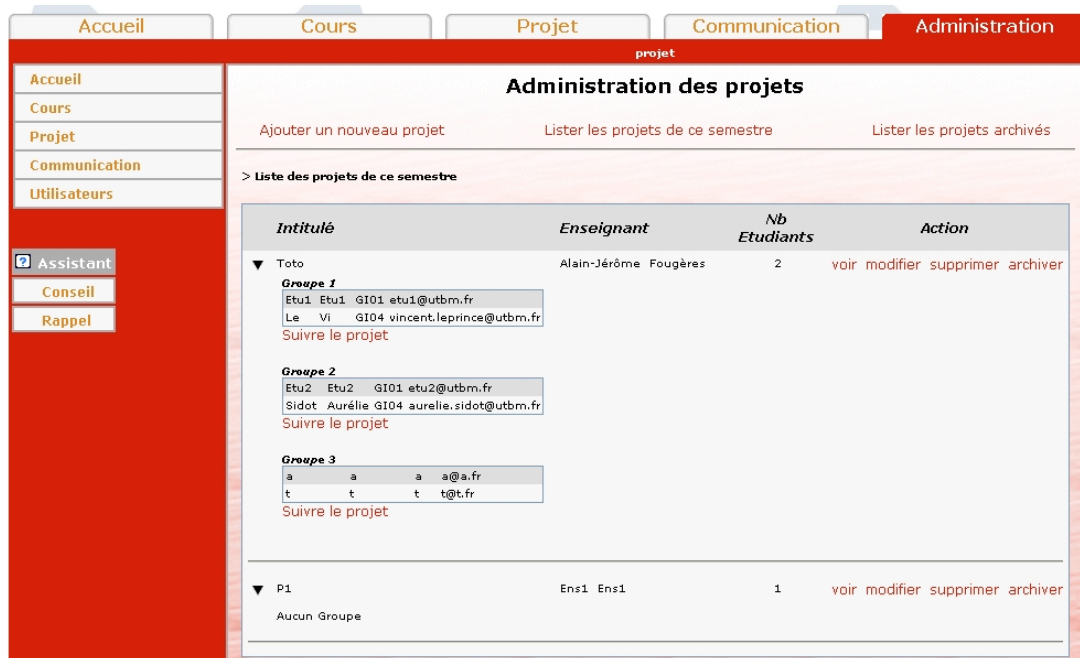 Accueil Cours Projet Communication Administration
projet
Accueil
Cours
Projet
Communication
Utilisateurs
? Assistant
Conseil
Rappel
Administration des projets
Ajouter un nouveau projet Lister les projets de ce semestre Lister les projets archivés
> Liste des projets de ce semestre
Intitulé Enseignant Nb Etudiants Action
▼ Toto Alain-Jérôme Fougères 2 voir modifier supprimer archiver
Groupe 1
Etu1 Etu1 GI01 etu1@utbm.fr
Le Vi GI04 vincent.leprince@utbm.fr
Suivre le projet
Groupe 2
Etu2 Etu2 GI01 etu2@utbm.fr
Sidot Aurélie GI04 aurelie.sidot@utbm.fr
Suivre le projet
Groupe 3
a a a a@a.fr
t t t t@t.fr
Suivre le projet
▼ P1 Ens1 Ens1 1 voir modifier supprimer archiver
Aucun Groupe